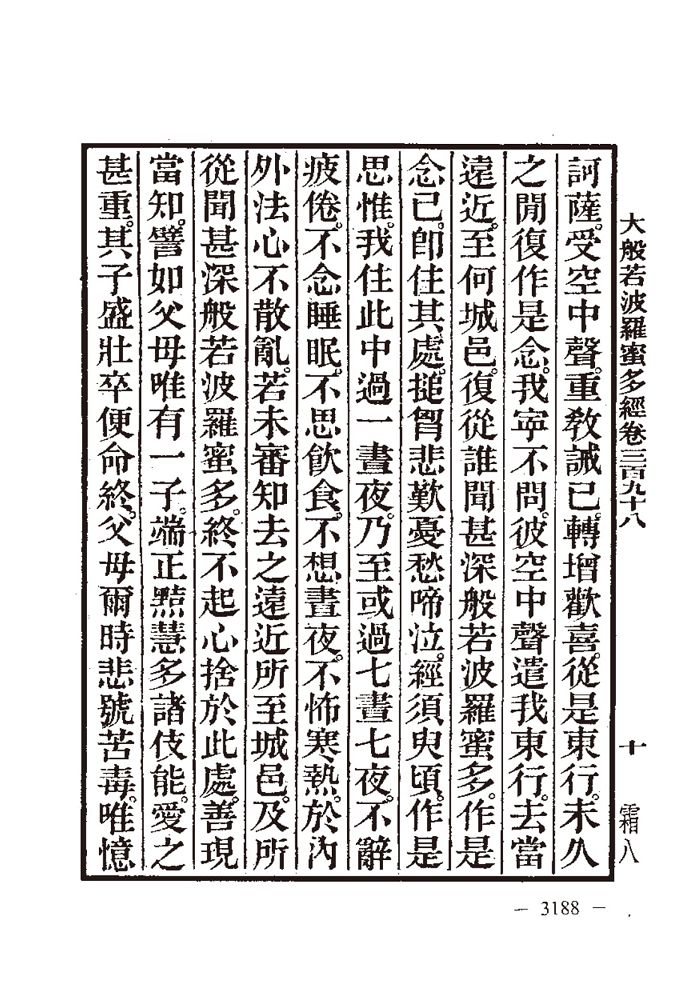 大般若波羅蜜多經卷三百九十八
十
霜八
訶薩。受空中聲。重教誡已。轉增歡喜。從是東行。未久
之閒復作是念。我寧不問。彼空中聲遣我東行。去當
遠近。至何城邑。復從誰聞甚深般若波羅蜜多。作是
念已。卽住其處。搥胷悲歎憂愁啼泣。經須臾頃。作是
思惟。我住此中過一晝夜。乃至或過七晝七夜。不辭
疲倦。不念睡眠。不思飮食。不想晝夜。不怖寒熱。於內
外法心不散亂。若未審知去之遠近所至城邑。及所
從聞甚深般若波羅蜜多。終不起心捨於此處。善現
當知。譬如父母唯有一子。端正黠慧多諸伎能。愛之
甚重。其子盛壯卒便命終。父母爾時悲號苦毒。唯憶
— 3188 —